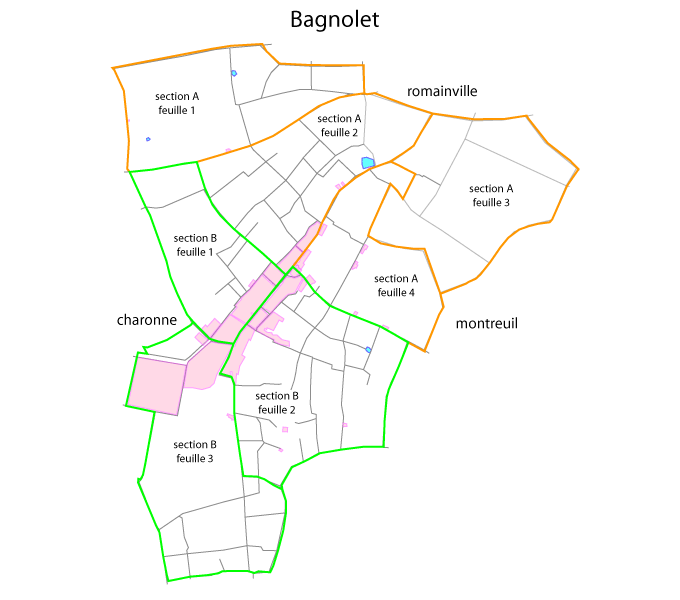 Bagnolet
romainville
section A
feuille 1
section A
feuille 2
section A
feuille 3
section B
feuille 1
section A
feuille 4
charonne
montreuil
section B
feuille 2
section B
feuille 3